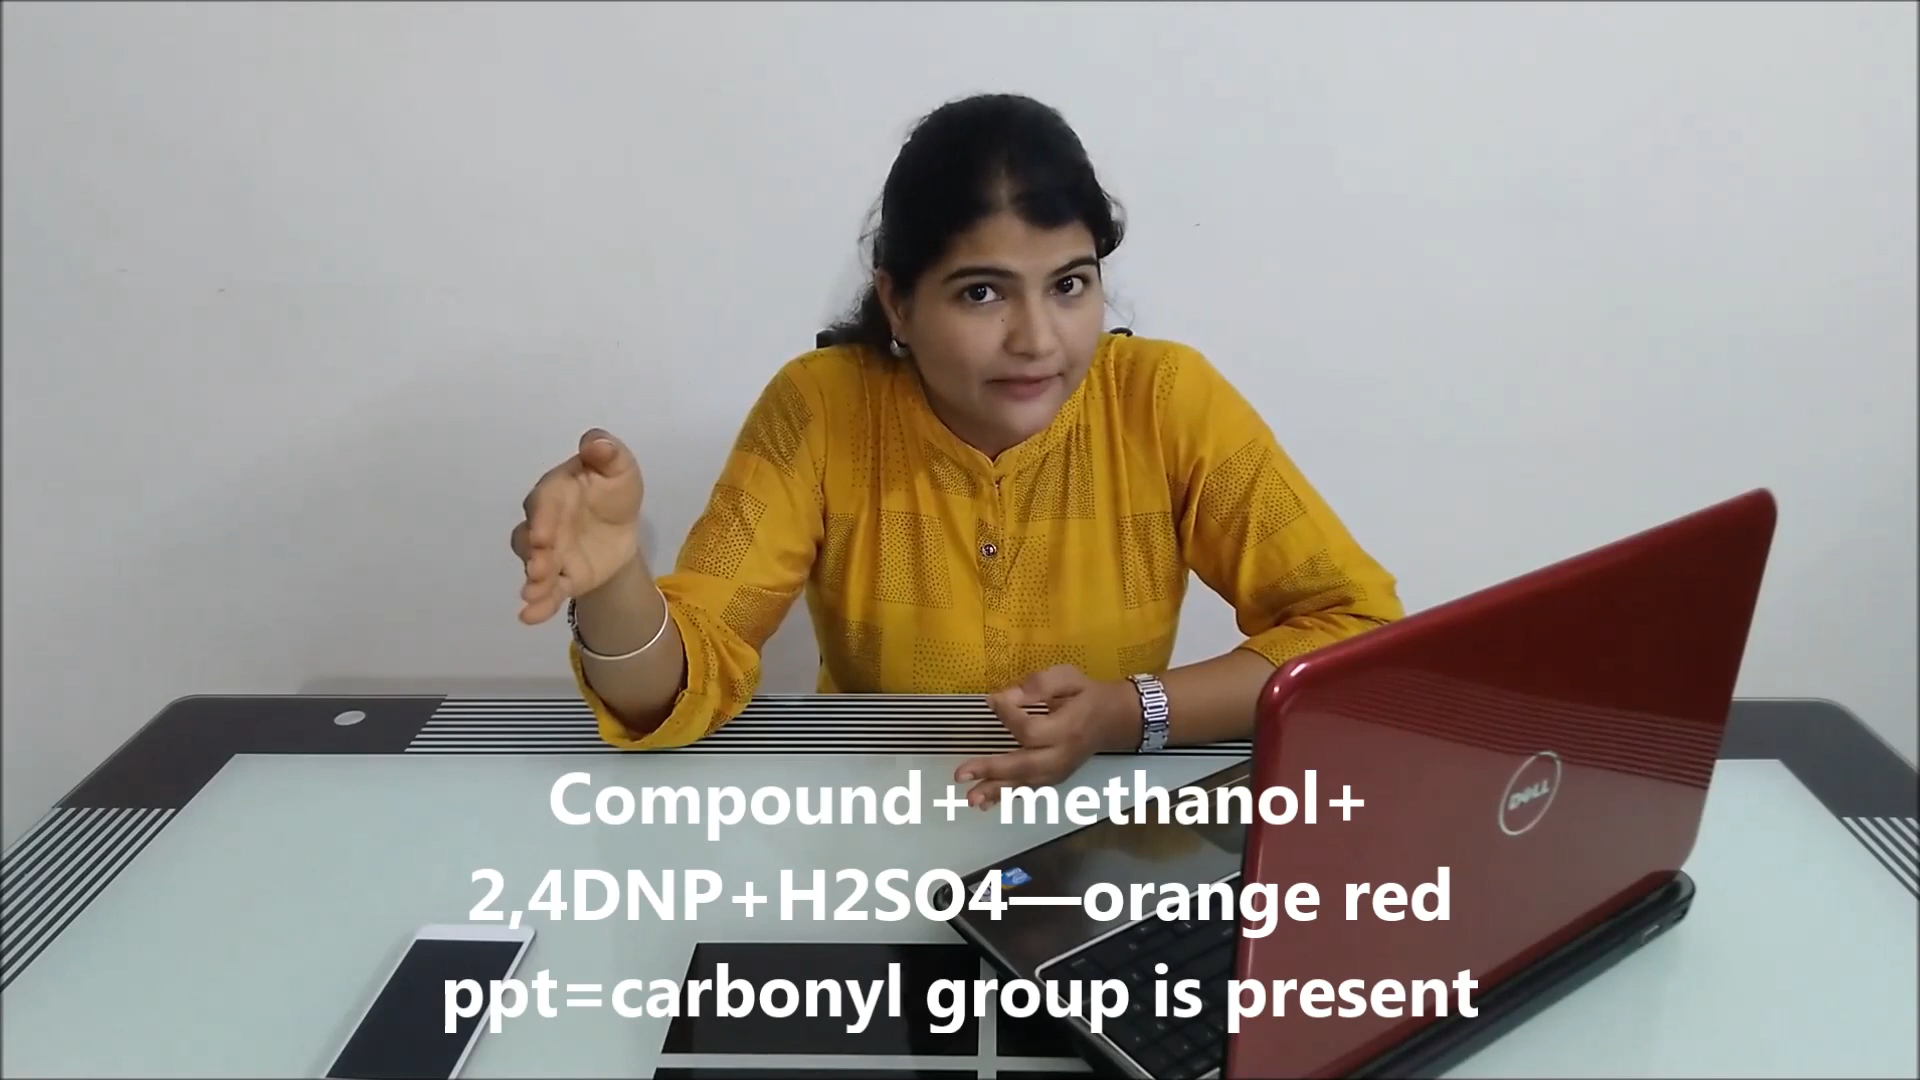 DELL
Compound+ methanol+
2,4DNP+H2SO4—orange red
ppt=carbonyl group is present